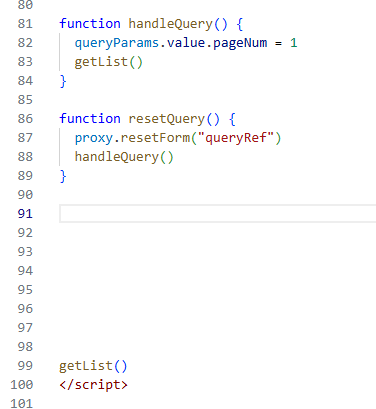 80
81 function handleQuery() {
82 queryParams.value.pageNum = 1
83 getList()
84 }
85
86 function resetQuery() {
87 proxy.resetForm("queryRef")
88 handleQuery()
89 }
90
91
92
93
94
95
96
97
98
99 getList()
100 </script>
101